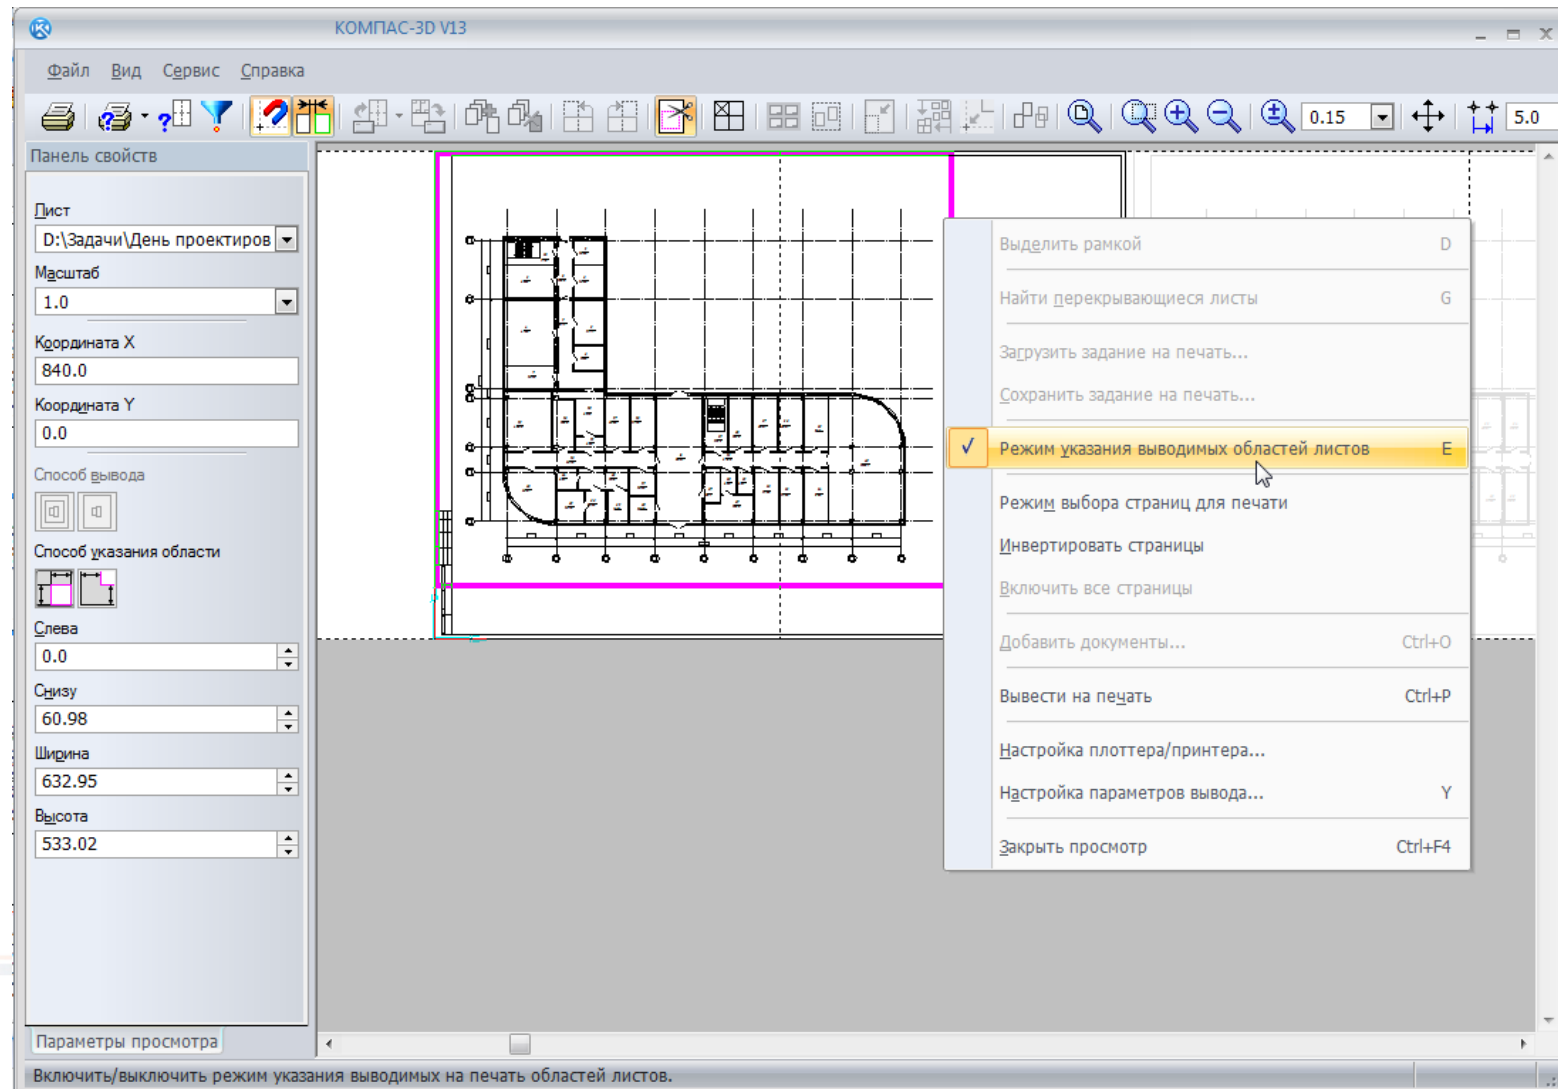 КОМПАС-3D V13
Файл Вид Сервис Справка
0.15
5.0
Панель свойств
Лист
D:\Задачи\День проектиров
Масштаб
1.0
Координата X
840.0
Координата Y
0.0
Способ вывода
Способ указания области
Слева
0.0
Снизу
60.98
Ширина
632.95
Высота
533.02
Параметры просмотра
Выделить рамкой D
Найти перекрывающиеся листы G
Загрузить задание на печать...
Сохранить задание на печать...
Режим указания выводимых областей листов E
Режим выбора страниц для печати
Инвертировать страницы
Включить все страницы
Добавить документы... Ctrl+O
Вывести на печать Ctrl+P
Настройка плоттера/принтера...
Настройка параметров вывода... Y
Закрыть просмотр Ctrl+F4
Включить/выключить режим указания выводимых на печать областей листов.